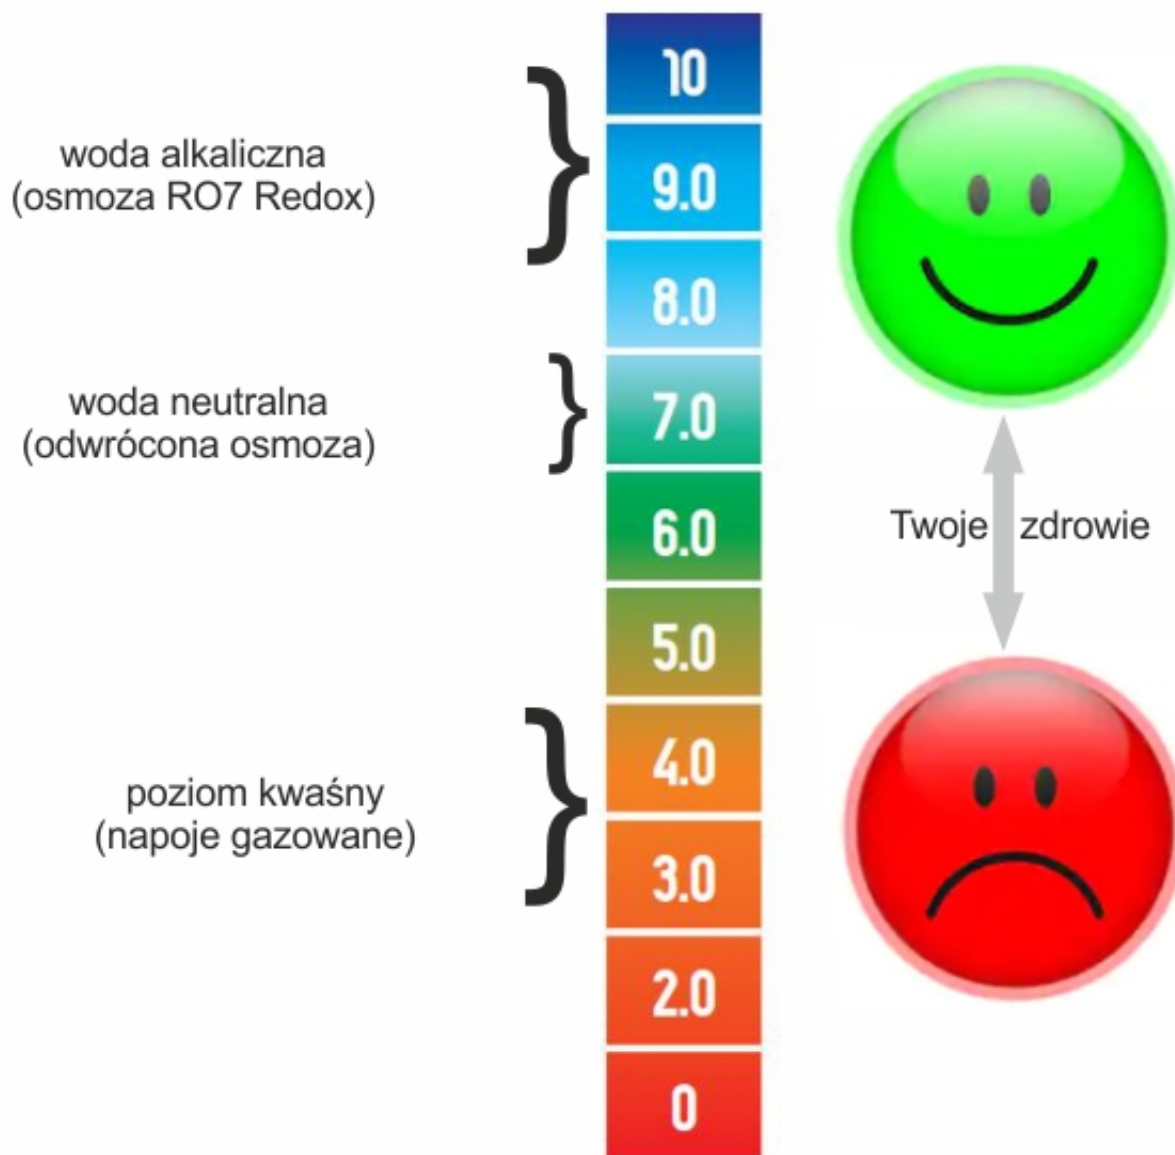 woda alkaliczna
(osmoza RO7 Redox)
woda neutralna
(odwrócona osmoza)
poziom kwaśny
(napoje gazowane)
10
9.0
8.0
7.0
6.0
5.0
4.0
3.0
2.0
0
Twoje zdrowie